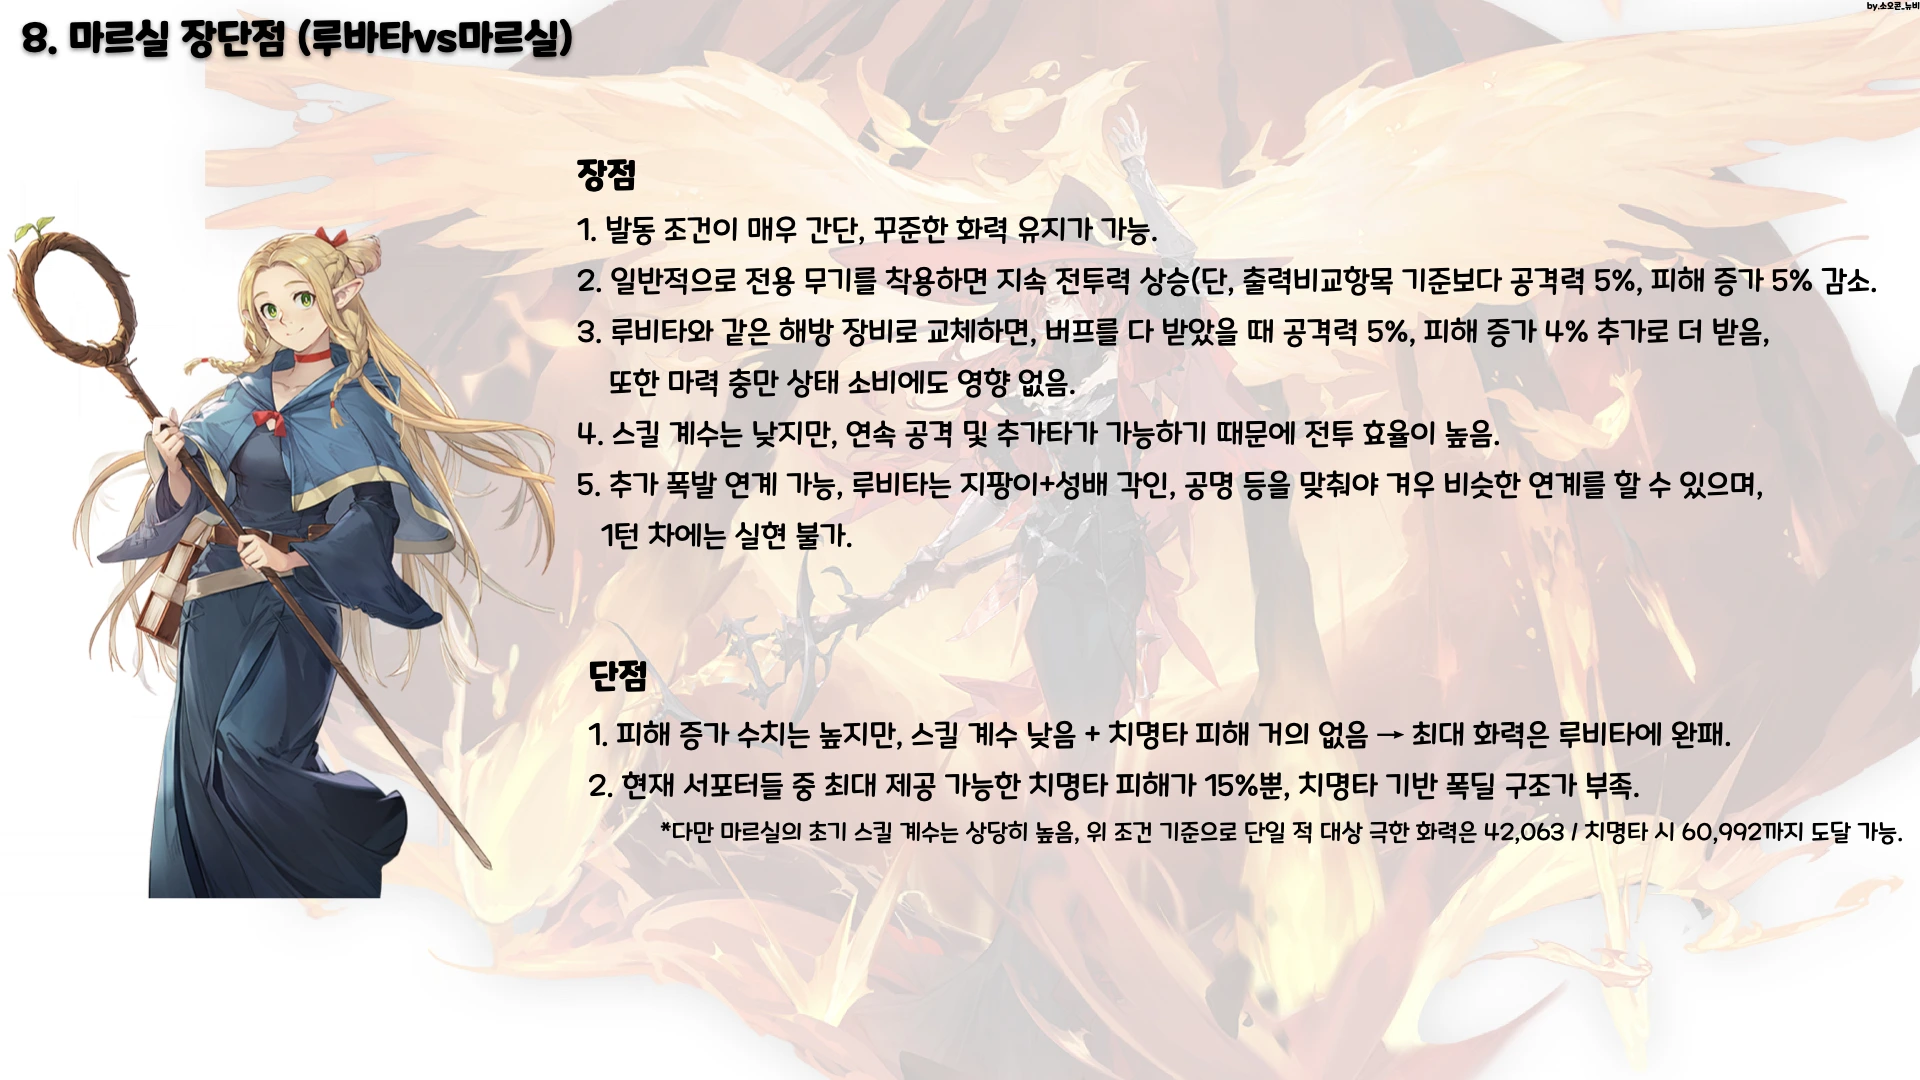 8. 마르실 장단점 (루바타vs마르실)
by.소오콘_뉴비
장점
1. 발동 조건이 매우 간단, 꾸준한 화력 유지가 가능.
2. 일반적으로 전용 무기를 착용하면 지속 전투력 상승(단, 출력비교항목 기준보다 공격력 5%, 피해 증가 5% 감소.
3. 루비타와 같은 해방 장비로 교체하면, 버프를 다 받았을 때 공격력 5%, 피해 증가 4% 추가로 더 받음,
또한 마력 충만 상태 소비에도 영향 없음.
4. 스킬 계수는 낮지만, 연속 공격 및 추가타가 가능하기 때문에 전투 효율이 높음.
5. 추가 폭발 연계 가능, 루비타는 지팡이+성배 각인, 공명 등을 맞춰야 겨우 비슷한 연계를 할 수 있으며,
1턴 차에는 실현 불가.
단점
1. 피해 증가 수치는 높지만, 스킬 계수 낮음 + 치명타 피해 거의 없음 → 최대 화력은 루비타에 완패.
2. 현재 서포터들 중 최대 제공 가능한 치명타 피해가 15%뿐, 치명타 기반 폭딜 구조가 부족.
*다만 마르실의 초기 스킬 계수는 상당히 높음, 위 조건 기준으로 단일 적 대상 극한 화력은 42,063 / 치명타 시 60,992까지 도달 가능.